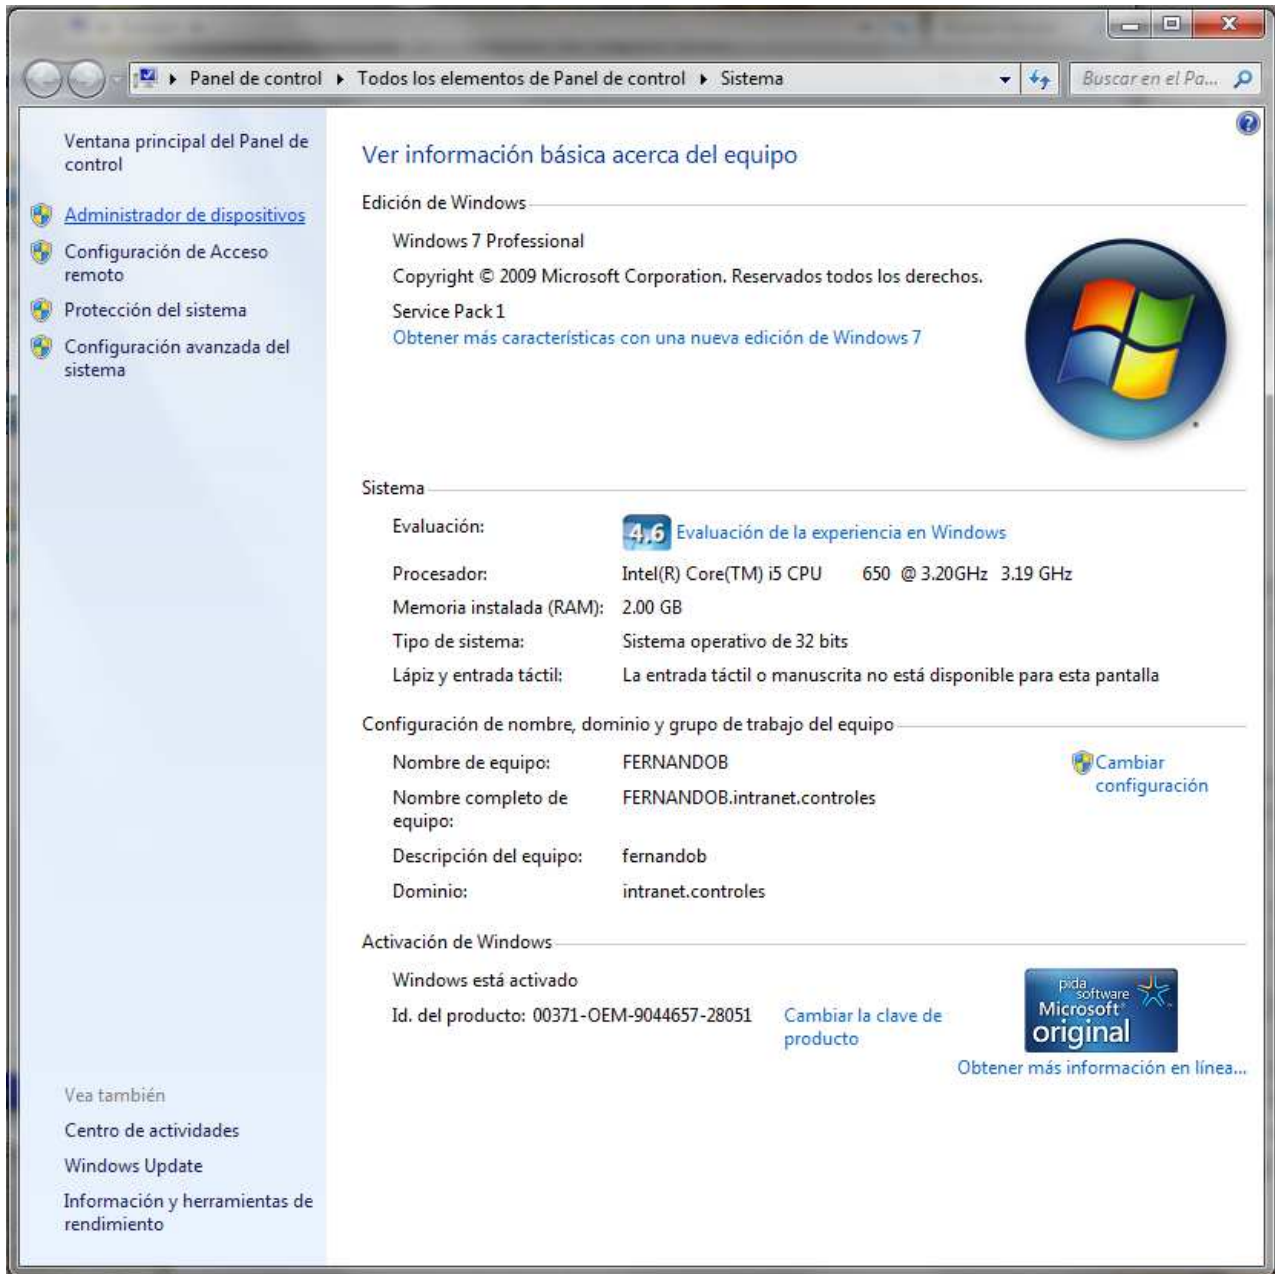 Panel de control ▸ Todos los elementos de Panel de control ▸ Sistema
Buscar en el Pa...
Ventana principal del Panel de
control
Administrador de dispositivos
Configuración de Acceso
remoto
Protección del sistema
Configuración avanzada del
sistema
Vea también
Centro de actividades
Windows Update
Información y herramientas de
rendimiento
Ver información básica acerca del equipo
Edición de Windows
Windows 7 Professional
Copyright © 2009 Microsoft Corporation. Reservados todos los derechos.
Service Pack 1
Obtener más características con una nueva edición de Windows 7
Sistema
Evaluación: 4,6 Evaluación de la experiencia en Windows
Procesador: Intel(R) Core(TM) i5 CPU 650 @ 3.20GHz 3.19 GHz
Memoria instalada (RAM): 2.00 GB
Tipo de sistema: Sistema operativo de 32 bits
Lápiz y entrada táctil: La entrada táctil o manuscrita no está disponible para esta pantalla
Configuración de nombre, dominio y grupo de trabajo del equipo
Nombre de equipo: FERNANDOB
Cambiar
configuración
Nombre completo de
equipo:
FERNANDOB.intranet.controles
Descripción del equipo: fernandob
Dominio: intranet.controles
Activación de Windows
Windows está activado
Id. del producto: 00371-OEM-9044657-28051
Cambiar la clave de
producto
pida
software
Microsoft
original
Obtener más información en línea...